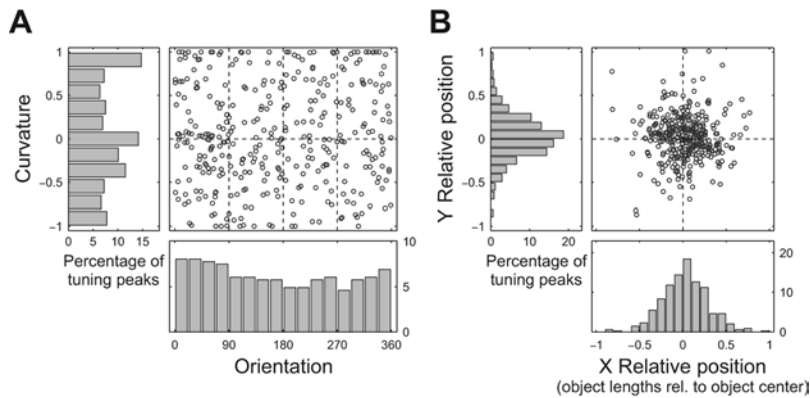 A
B
Curvature
1
0.5
0
−0.5
−1
0 5 10 15
Percentage of
tuning peaks
10
5
0
0 90 180 270 360
Orientation
Y Relative position
1
0.5
0
−0.5
−1
0 10 20
Percentage of
tuning peaks
20
10
0
−1 −0.5 0 0.5 1
X Relative position
(object lengths rel. to object center)